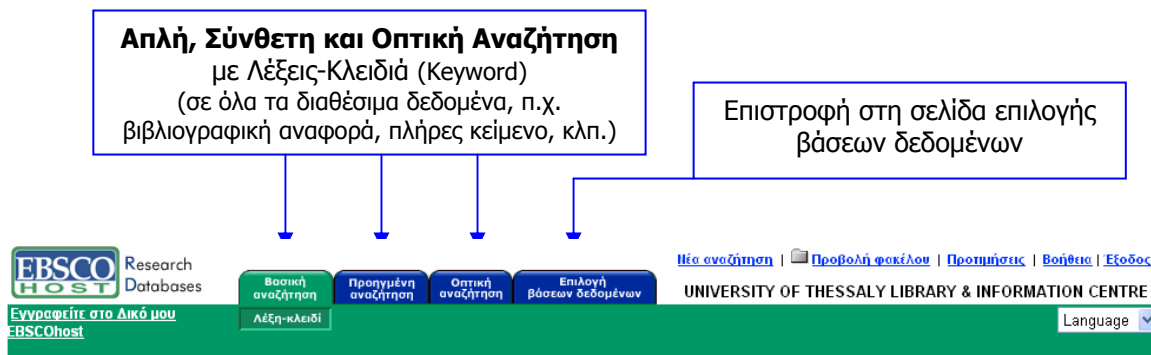 Απλή, Σύνθετη και Οπτική Αναζήτηση
με Λέξεις-Κλειδιά (Keyword)
(σε όλα τα διαθέσιμα δεδομένα, π.χ.
βιβλιογραφική αναφορά, πλήρες κείμενο, κλπ.)
Επιστροφή στη σελίδα επιλογής
βάσεων δεδομένων
EBSCO
HOST
Research
Databases
Βασική
αναζήτηση
Προηγμένη
αναζήτηση
Οπτική
αναζήτηση
Επιλογή
βάσεων δεδομένων
Νέα αναζήτηση | Προβολή φακέλου | Προτιμήσεις | Βοήθεια | Έξοδος
UNIVERSITY OF THESSALY LIBRARY & INFORMATION CENTRE
Εγγραφείτε στο Δικό μου
EBSCOhost
Λέξη-κλειδί
Language